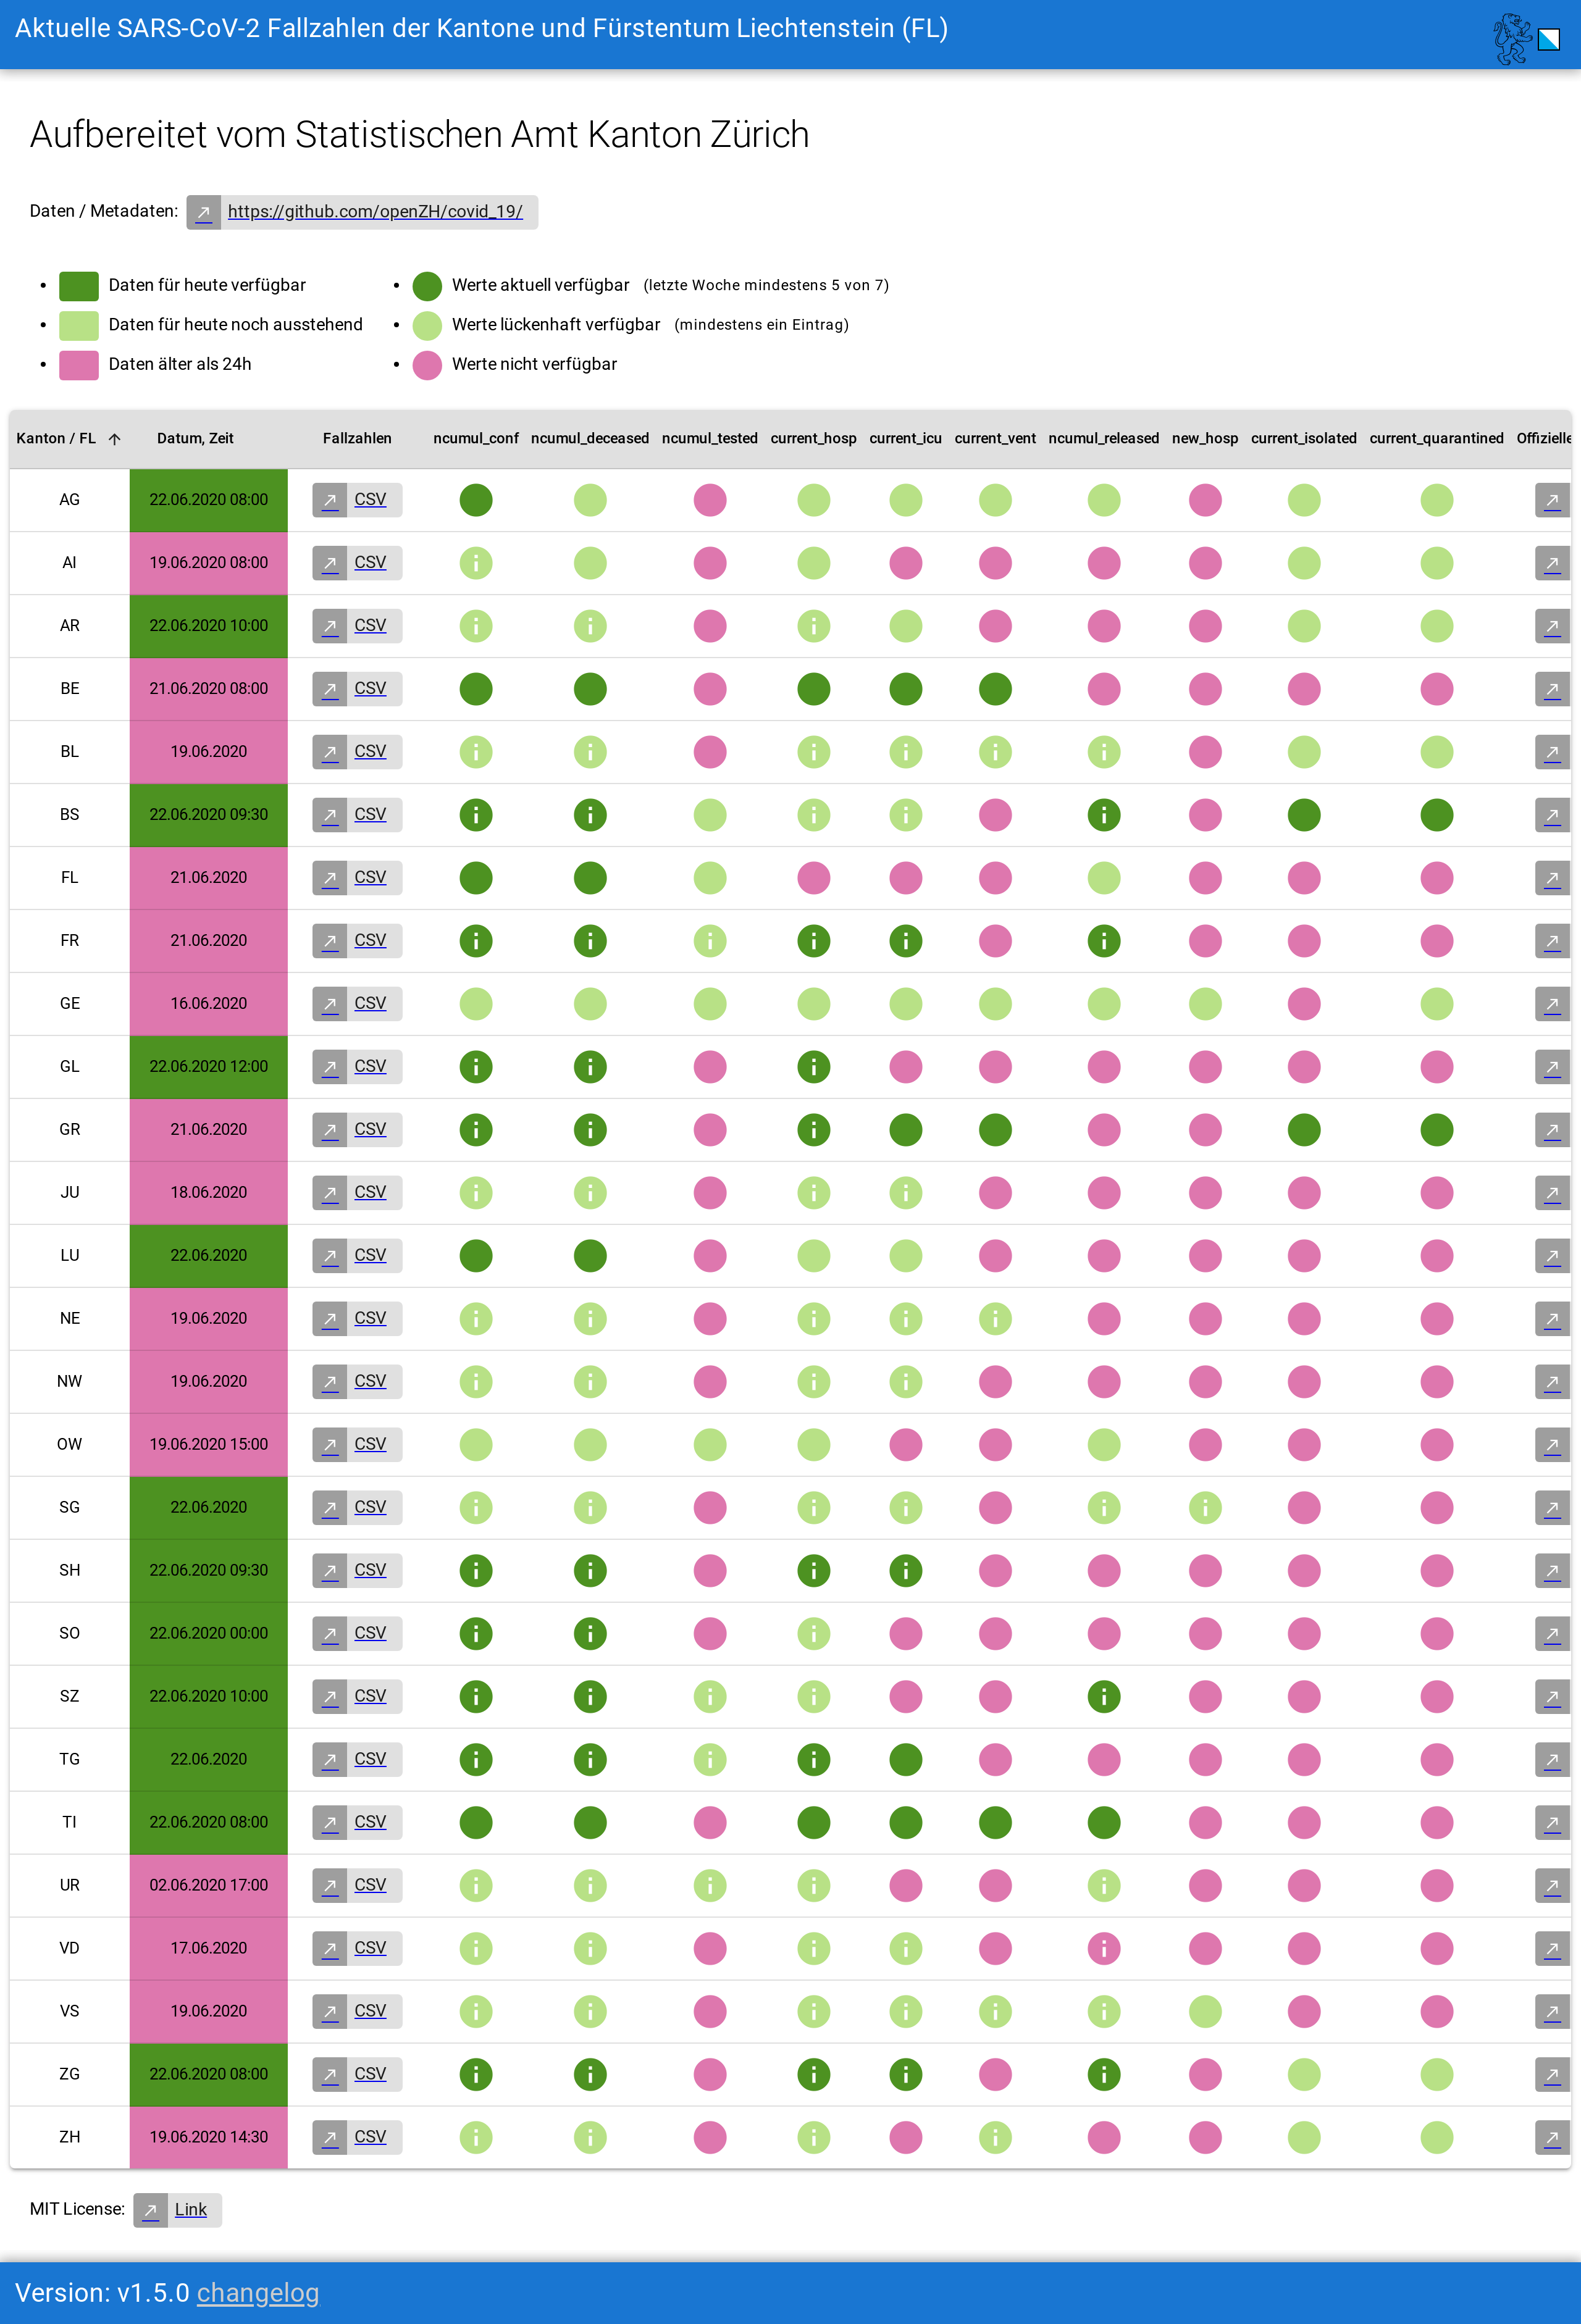 Aktuelle SARS-CoV-2 Fallzahlen der Kantone und Fürstentum Liechtenstein (FL)
Aufbereitet vom Statistischen Amt Kanton Zürich
Daten / Metadaten: https://github.com/openZH/covid_19/
Daten für heute verfügbar
Daten für heute noch ausstehend
Daten älter als 24h
Werte aktuell verfügbar (letzte Woche mindestens 5 von 7)
Werte lückenhaft verfügbar (mindestens ein Eintrag)
Werte nicht verfügbar
Kanton / FL Datum, Zeit Fallzahlen ncumul_conf ncumul_deceased ncumul_tested current_hosp current_icu current_vent ncumul_released new_hosp current_isolated current_quarantined Offizielle
AG 22.06.2020 08:00 CSV
AI 19.06.2020 08:00 CSV
AR 22.06.2020 10:00 CSV
BE 21.06.2020 08:00 CSV
BL 19.06.2020 CSV
BS 22.06.2020 09:30 CSV
FL 21.06.2020 CSV
FR 21.06.2020 CSV
GE 16.06.2020 CSV
GL 22.06.2020 12:00 CSV
GR 21.06.2020 CSV
JU 18.06.2020 CSV
LU 22.06.2020 CSV
NE 19.06.2020 CSV
NW 19.06.2020 CSV
OW 19.06.2020 15:00 CSV
SG 22.06.2020 CSV
SH 22.06.2020 09:30 CSV
SO 22.06.2020 00:00 CSV
SZ 22.06.2020 10:00 CSV
TG 22.06.2020 CSV
TI 22.06.2020 08:00 CSV
UR 02.06.2020 17:00 CSV
VD 17.06.2020 CSV
VS 19.06.2020 CSV
ZG 22.06.2020 08:00 CSV
ZH 19.06.2020 14:30 CSV
MIT License: Link
Version: v1.5.0 changelog